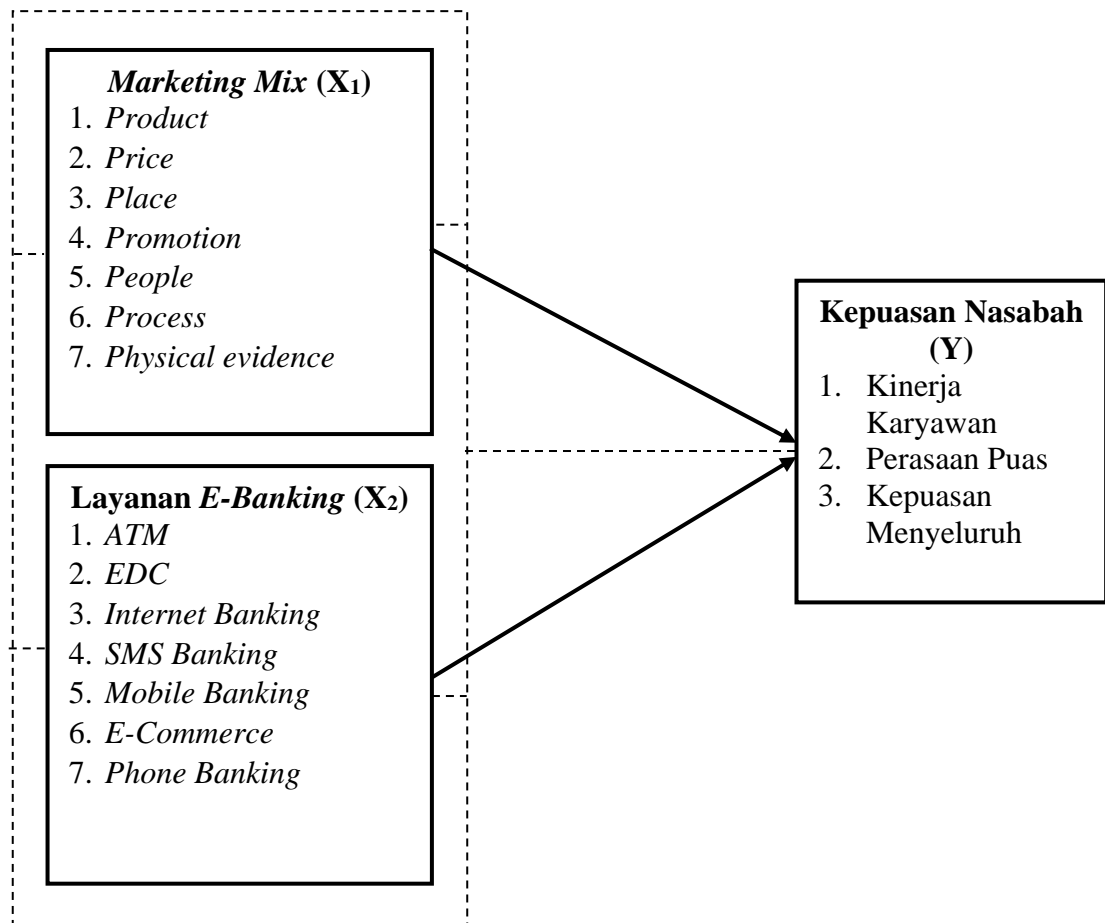 Marketing Mix (X₁)
1. Product
2. Price
3. Place
4. Promotion
5. People
6. Process
7. Physical evidence
Layanan E-Banking (X₂)
1. ATM
2. EDC
3. Internet Banking
4. SMS Banking
5. Mobile Banking
6. E-Commerce
7. Phone Banking
Kepuasan Nasabah
(Y)
1. Kinerja
Karyawan
2. Perasaan Puas
3. Kepuasan
Menyeluruh